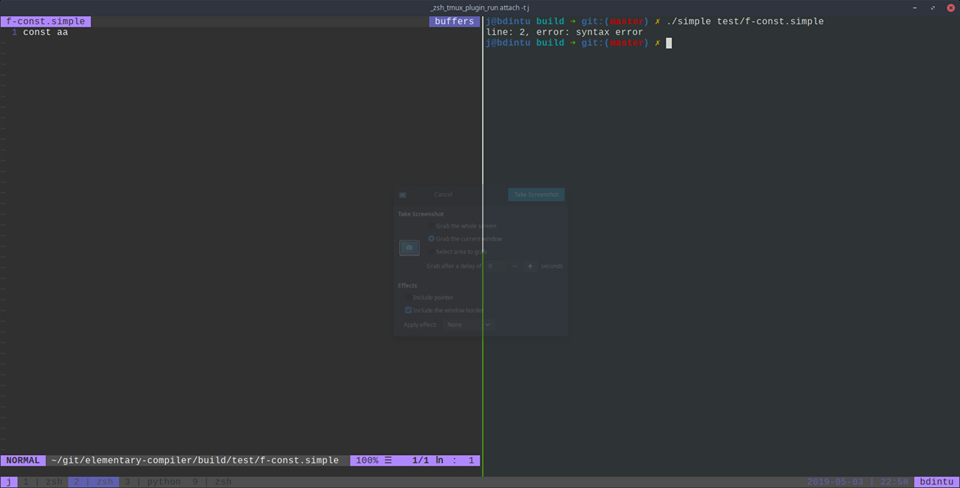 _zsh_tmux_plugin_run attach -t j
f-const.simple buffers
1 const aa
j@bdintu build ➜ git:(master) ✗ ./simple test/f-const.simple
line: 2, error: syntax error
j@bdintu build ➜ git:(master) ✗
Cancel Take Screenshot
Take Screenshot
Grab the whole screen
Grab the current window
Select area to grab
Grab after a delay of 0 seconds
Effects
Include pointer
Include the window border
Apply effect: None
NORMAL ~/git/elementary-compiler/build/test/f-const.simple 100% ☰ 1/1 ㏑ : 1
j 1 | zsh 2 | zsh 3 | python 9 | zsh 2019-05-03 | 22:58 bdintu